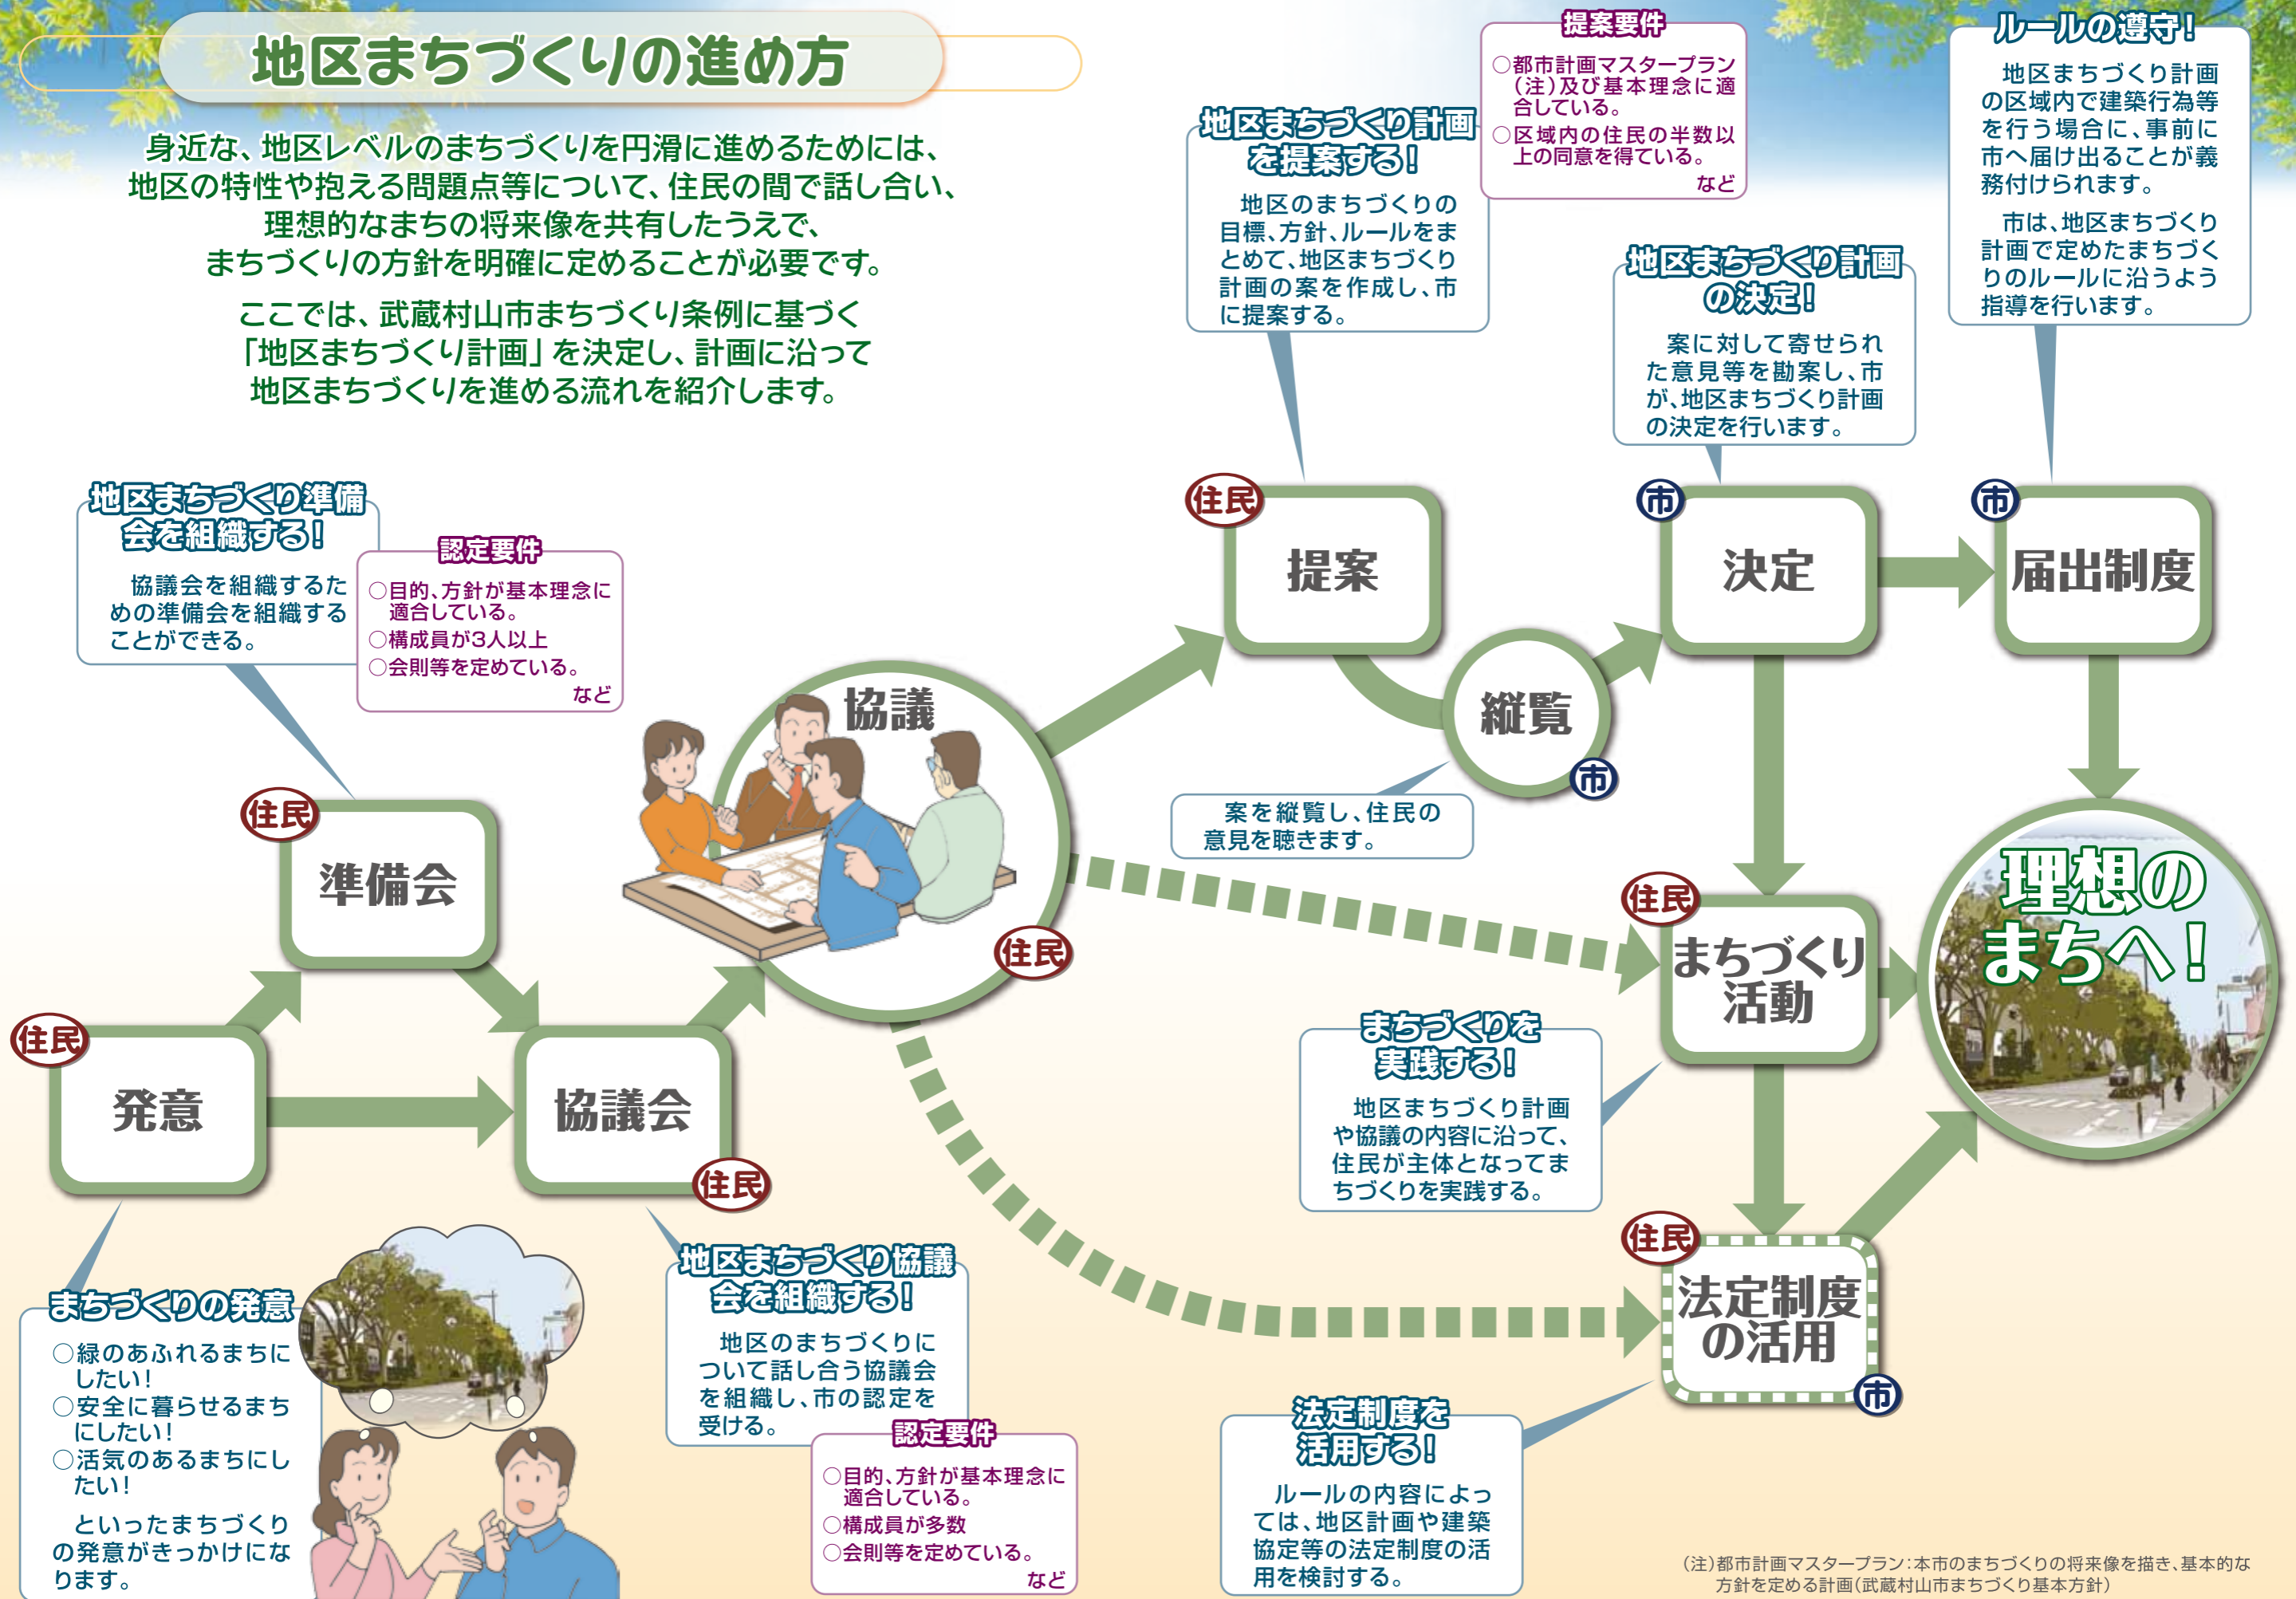 地区まちづくりの進め方
身近な、地区レベルのまちづくりを円滑に進めるためには、
地区の特性や抱える問題点等について、住民の間で話し合い、
理想的なまちの将来像を共有したうえで、
まちづくりの方針を明確に定めることが必要です。
ここでは、武蔵村山市まちづくり条例に基づく
「地区まちづくり計画」を決定し、計画に沿って
地区まちづくりを進める流れを紹介します。
住民
発意
まちづくりの発意
○緑のあふれるまちに
したい！
○安全に暮らせるまち
にしたい！
○活気のあるまちにし
たい！
といったまちづくり
の発意がきっかけにな
ります。
地区まちづくり準備
会を組織する！
協議会を組織するた
めの準備会を組織する
ことができる。
認定要件
○目的、方針が基本理念に
適合している。
○構成員が3人以上
○会則等を定めている。
など
住民
準備会
協議会
住民
地区まちづくり協議
会を組織する！
地区のまちづくりに
ついて話し合う協議会
を組織し、市の認定を
受ける。
認定要件
○目的、方針が基本理念に
適合している。
○構成員が多数
○会則等を定めている。
など
協議
住民
地区まちづくり計画
を提案する！
地区のまちづくりの
目標、方針、ルールをま
とめて、地区まちづくり
計画の案を作成し、市
に提案する。
提案要件
○都市計画マスタープラン
（注）及び基本理念に適
合している。
○区域内の住民の半数以
上の同意を得ている。
など
住民
提案
縦覧
市
案を縦覧し、住民の
意見を聴きます。
地区まちづくり計画
の決定！
案に対して寄せられ
た意見等を勘案し、市
が、地区まちづくり計画
の決定を行います。
市
決定
ルールの遵守！
地区まちづくり計画
の区域内で建築行為等
を行う場合に、事前に
市へ届け出ることが義
務付けられます。
市は、地区まちづくり
計画で定めたまちづく
りのルールに沿うよう
指導を行います。
市
届出制度
住民
まちづくり
活動
まちづくりを
実践する！
地区まちづくり計画
や協議の内容に沿って、
住民が主体となってま
ちづくりを実践する。
理想の
まちへ！
住民
法定制度
の活用
市
法定制度を
活用する！
ルールの内容によっ
ては、地区計画や建築
協定等の法定制度の活
用を検討する。
（注）都市計画マスタープラン：本市のまちづくりの将来像を描き、基本的な
方針を定める計画（武蔵村山市まちづくり基本方針）